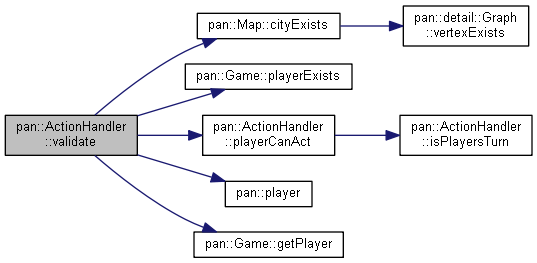 pan::Map::cityExists
pan::detail::Graph
::vertexExists
pan::Game::playerExists
pan::ActionHandler
::validate
pan::ActionHandler
::playerCanAct
pan::ActionHandler
::isPlayersTurn
pan::player
pan::Game::getPlayer